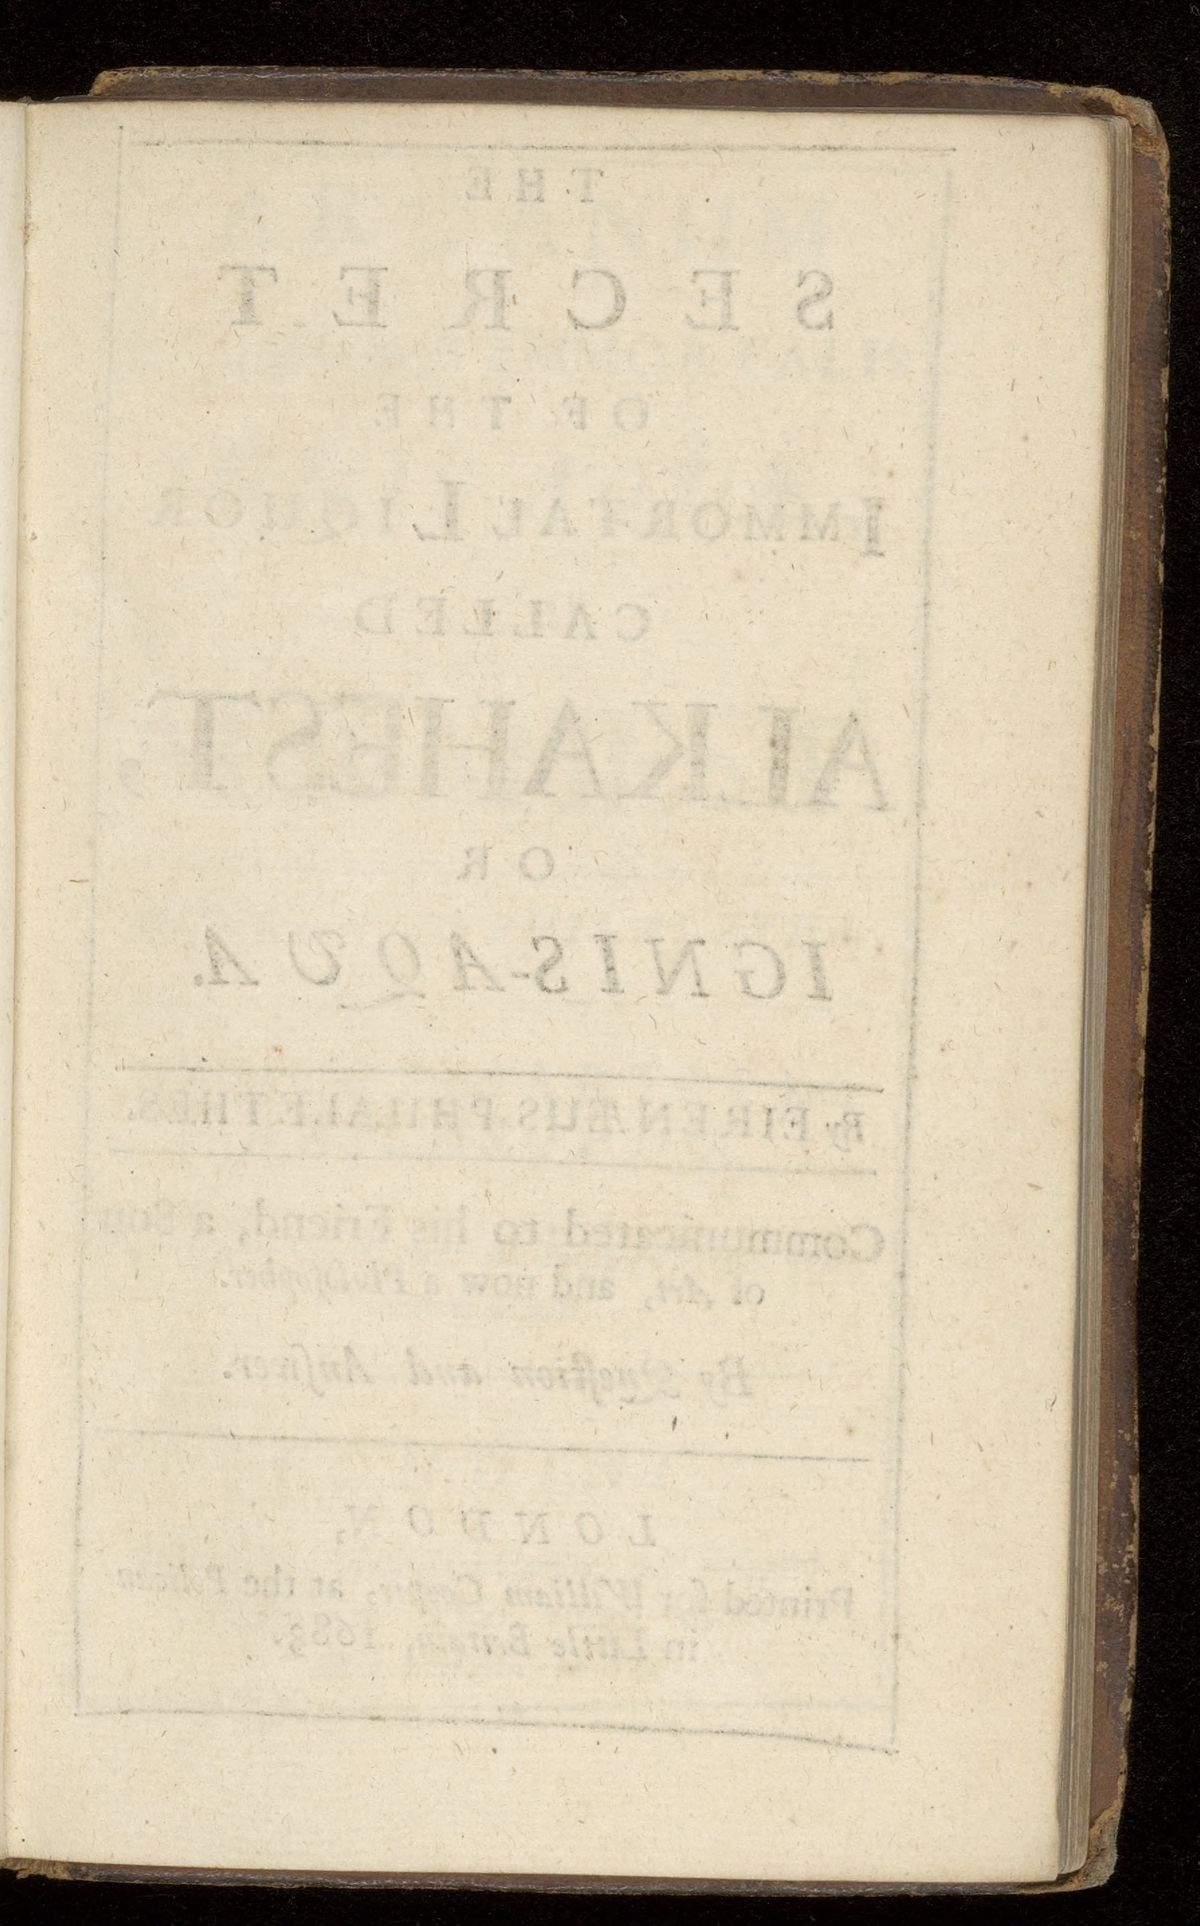 THE
SECRET
OF THE
IMMORTAL LIQUOR
CALLED
ALKAHEST,
OR
IGNIS-AQUA.
By EIRENÆUS PHILALETHES.
Communicated to his Friend, a Son
of Art, and now a Philosopher.
By Queſtion and Anſwer.
LONDON,
Printed for William Cooper, at the Pelican
in Little Britain, 1683.